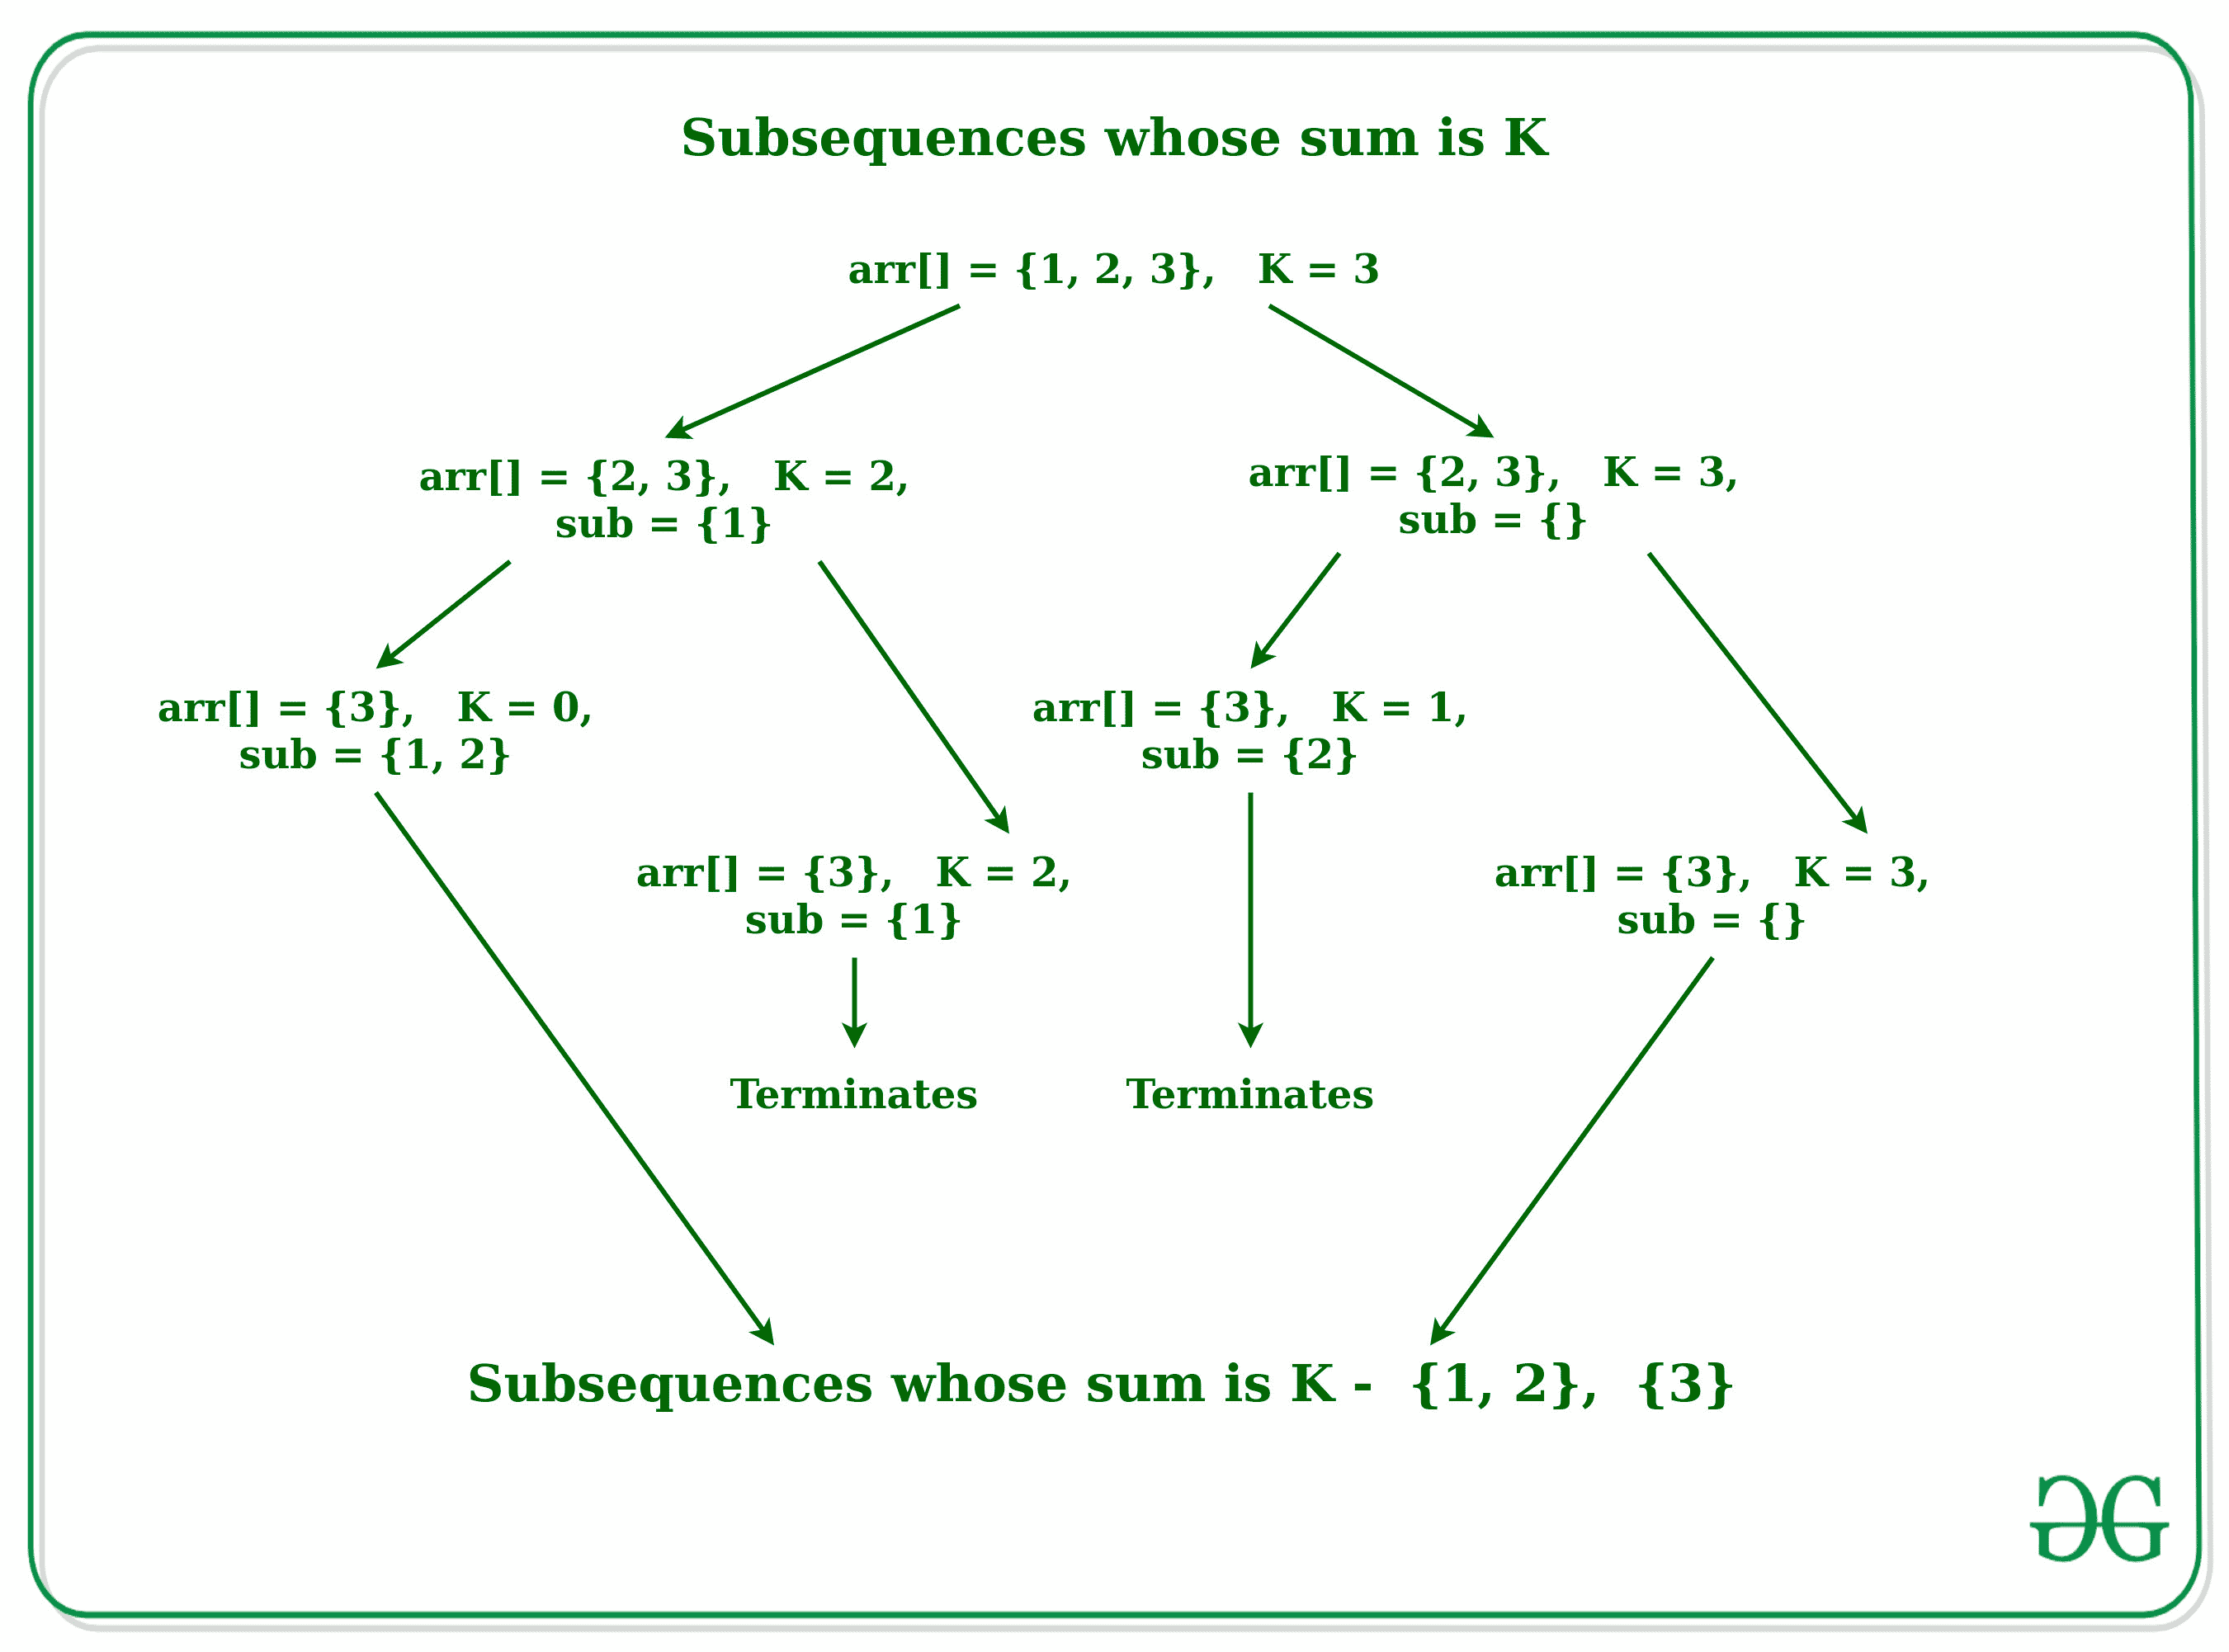 Subsequences whose sum is K
arr[] = {1, 2, 3},   K = 3
arr[] = {2, 3},   K = 2,
sub = {1}
arr[] = {2, 3},   K = 3,
sub = {}
arr[] = {3},   K = 0,
sub = {1, 2}
arr[] = {3},   K = 1,
sub = {2}
arr[] = {3},   K = 2,
sub = {1}
arr[] = {3},   K = 3,
sub = {}
Terminates
Terminates
Subsequences whose sum is K -  {1, 2},  {3}